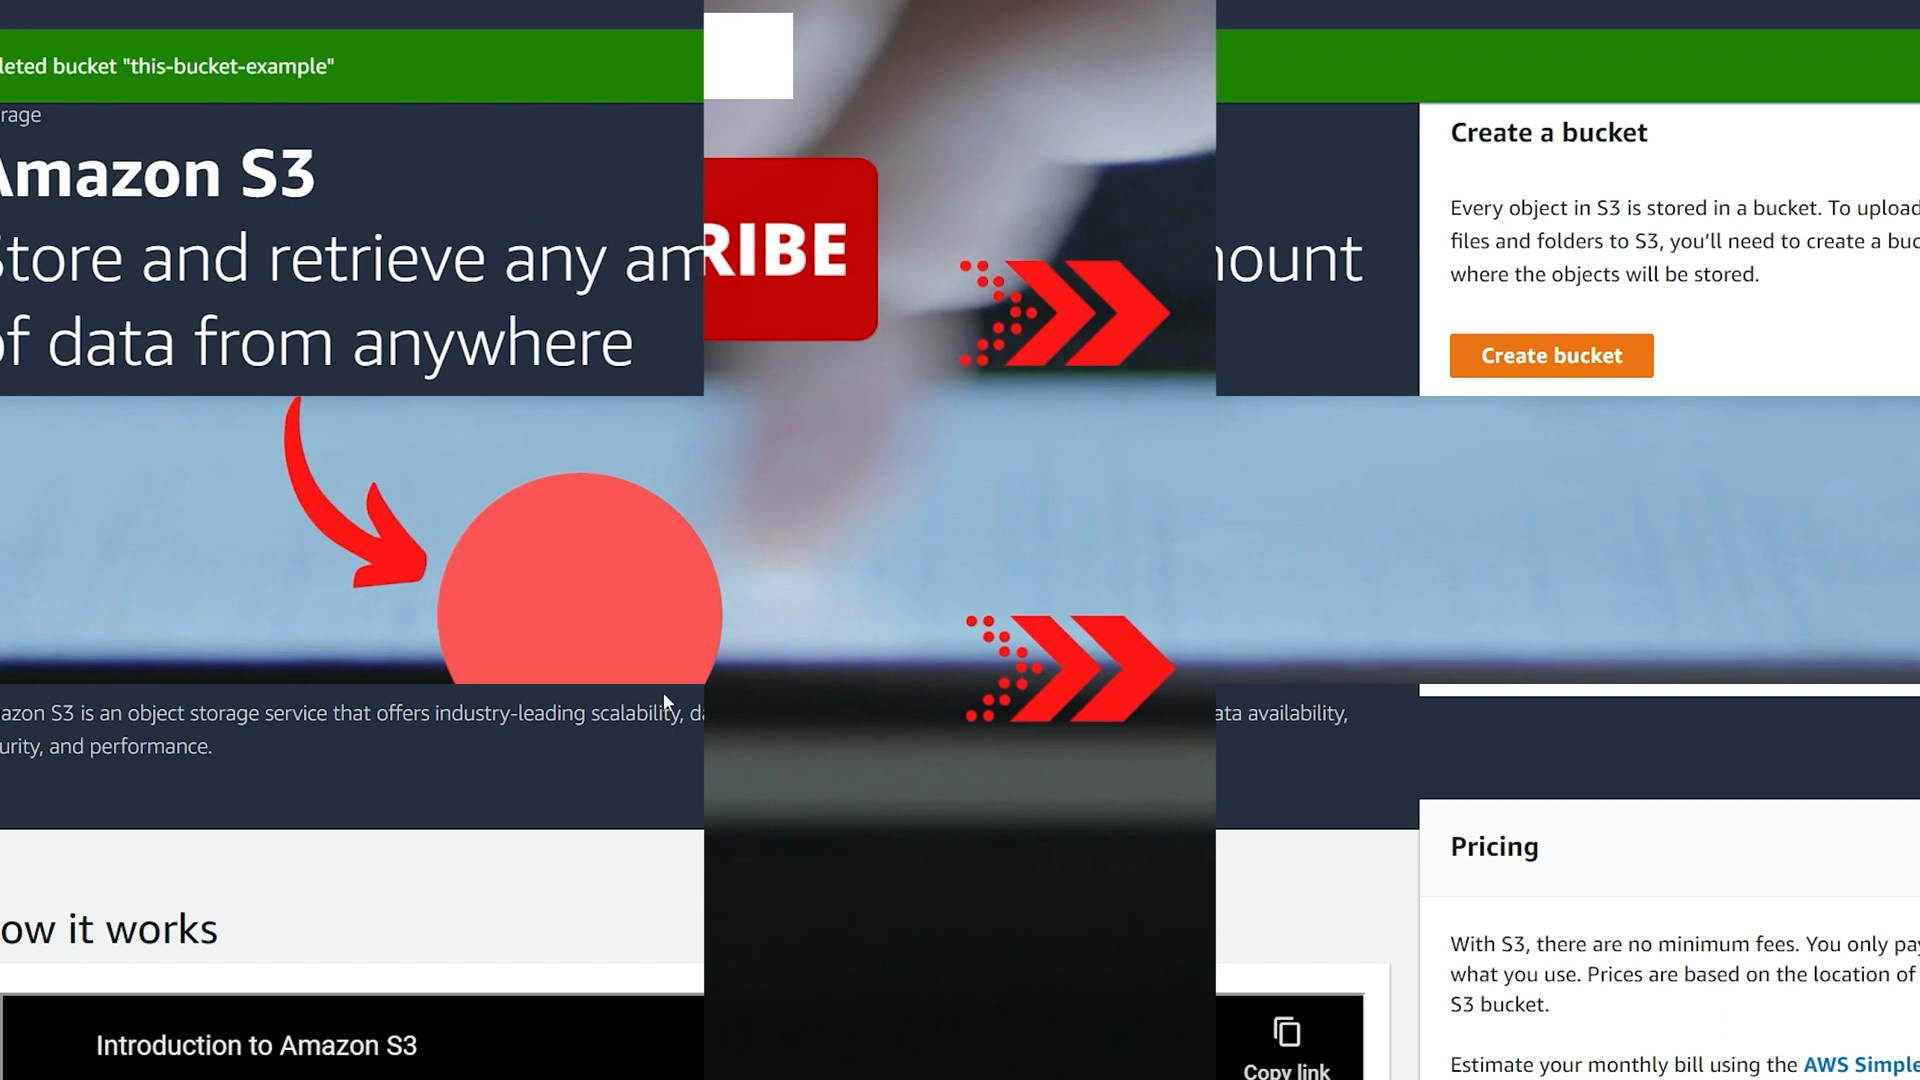 leted bucket "this-bucket-example"
rage
Amazon S3
Store and retrieve any am
ount
of data from anywhere
RIBE
Create a bucket
Every object in S3 is stored in a bucket. To upload
files and folders to S3, you'll need to create a buc
where the objects will be stored.
Create bucket
azon S3 is an object storage service that offers industry-leading scalability, da
ata availability,
urity, and performance.
ow it works
Introduction to Amazon S3
Copy link
Pricing
With S3, there are no minimum fees. You only pay
what you use. Prices are based on the location of
S3 bucket.
Estimate your monthly bill using the AWS Simple